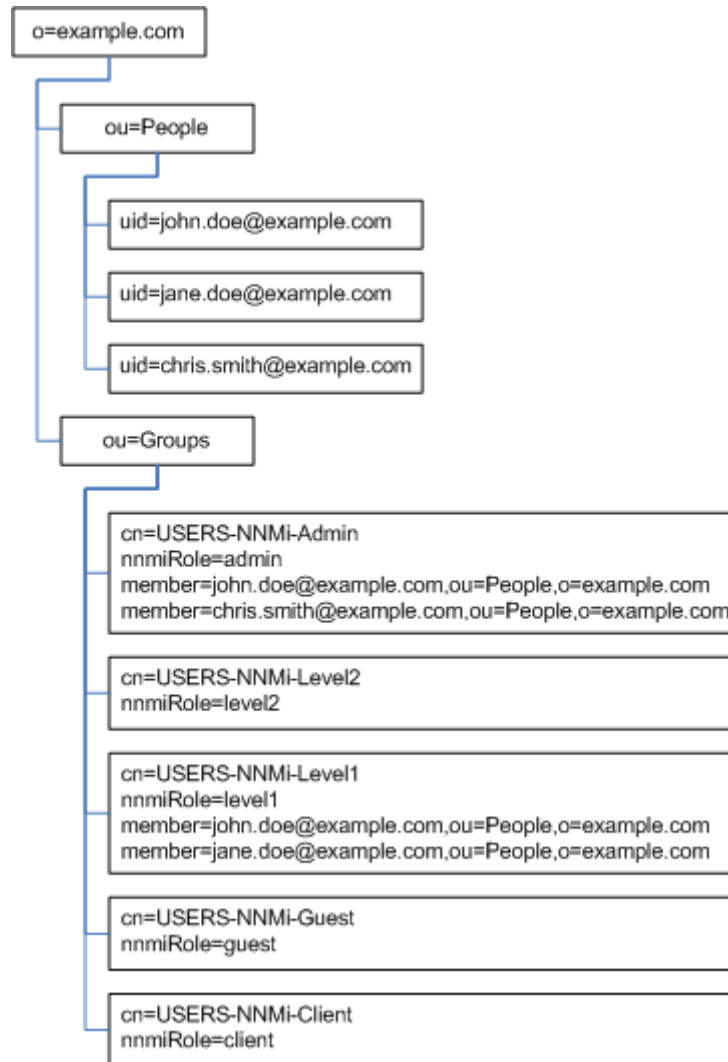 o=example.com
ou=People
uid=john.doe@example.com
uid=jane.doe@example.com
uid=chris.smith@example.com
ou=Groups
cn=USERS-NNMi-Admin
nnmiRole=admin
member=john.doe@example.com,ou=People,o=example.com
member=chris.smith@example.com,ou=People,o=example.com
cn=USERS-NNMi-Level2
nnmiRole=level2
cn=USERS-NNMi-Level1
nnmiRole=level1
member=john.doe@example.com,ou=People,o=example.com
member=jane.doe@example.com,ou=People,o=example.com
cn=USERS-NNMi-Guest
nnmiRole=guest
cn=USERS-NNMi-Client
nnmiRole=client